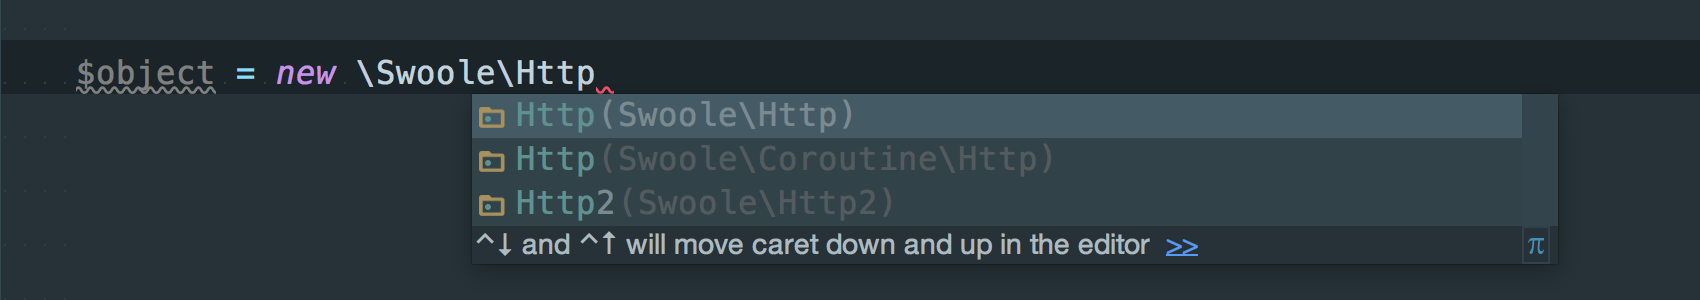 $object = new \Swoole\Http
Http(Swoole\Http)
Http(Swoole\Coroutine\Http)
Http2(Swoole\Http2)
^↓ and ^↑ will move caret down and up in the editor >> π